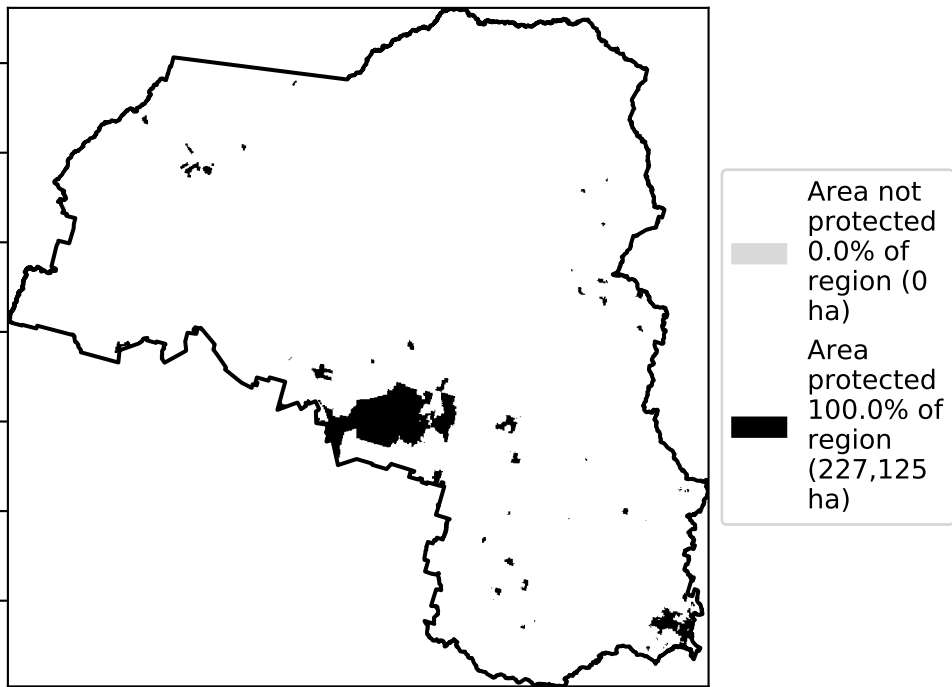 Area not
protected
0.0% of
region (0
ha)
Area
protected
100.0% of
region
(227,125
ha)